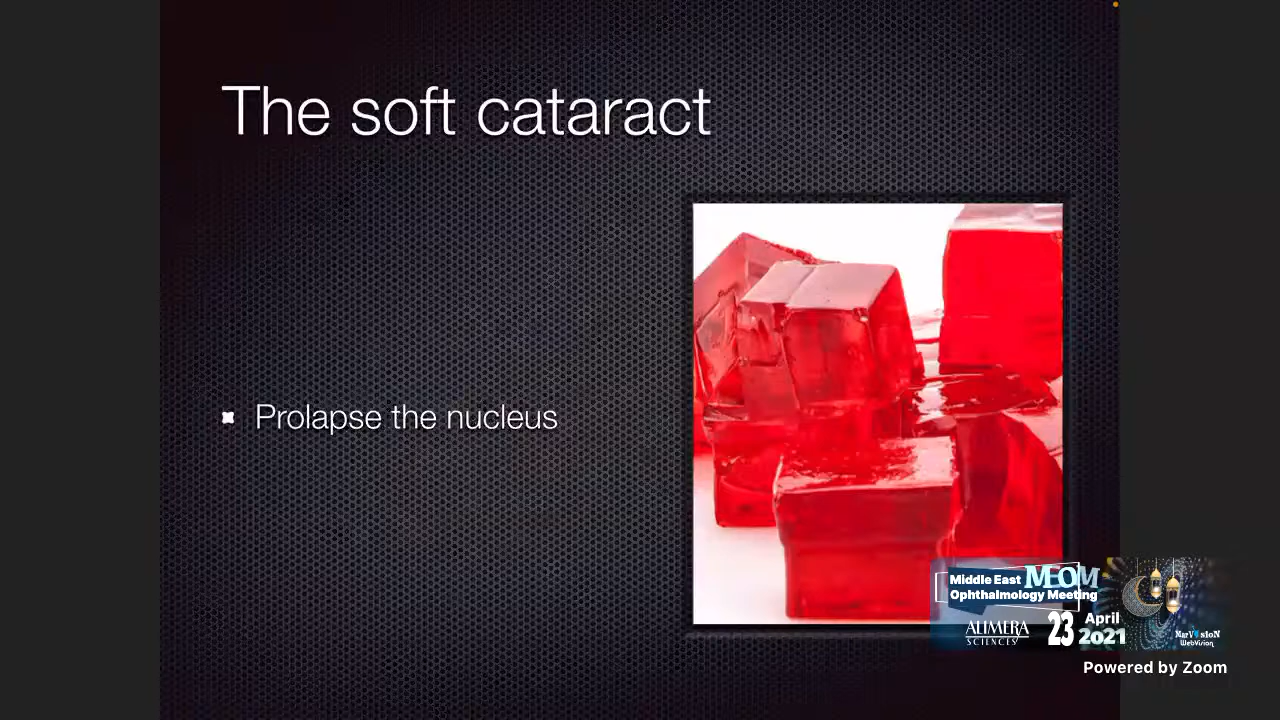 The soft cataract
Prolapse the nucleus
Middle East MEOM
Ophthalmology Meeting
ALIMERA
SCIENCES
23 April
2021
MarVision
WebVision
Powered by Zoom